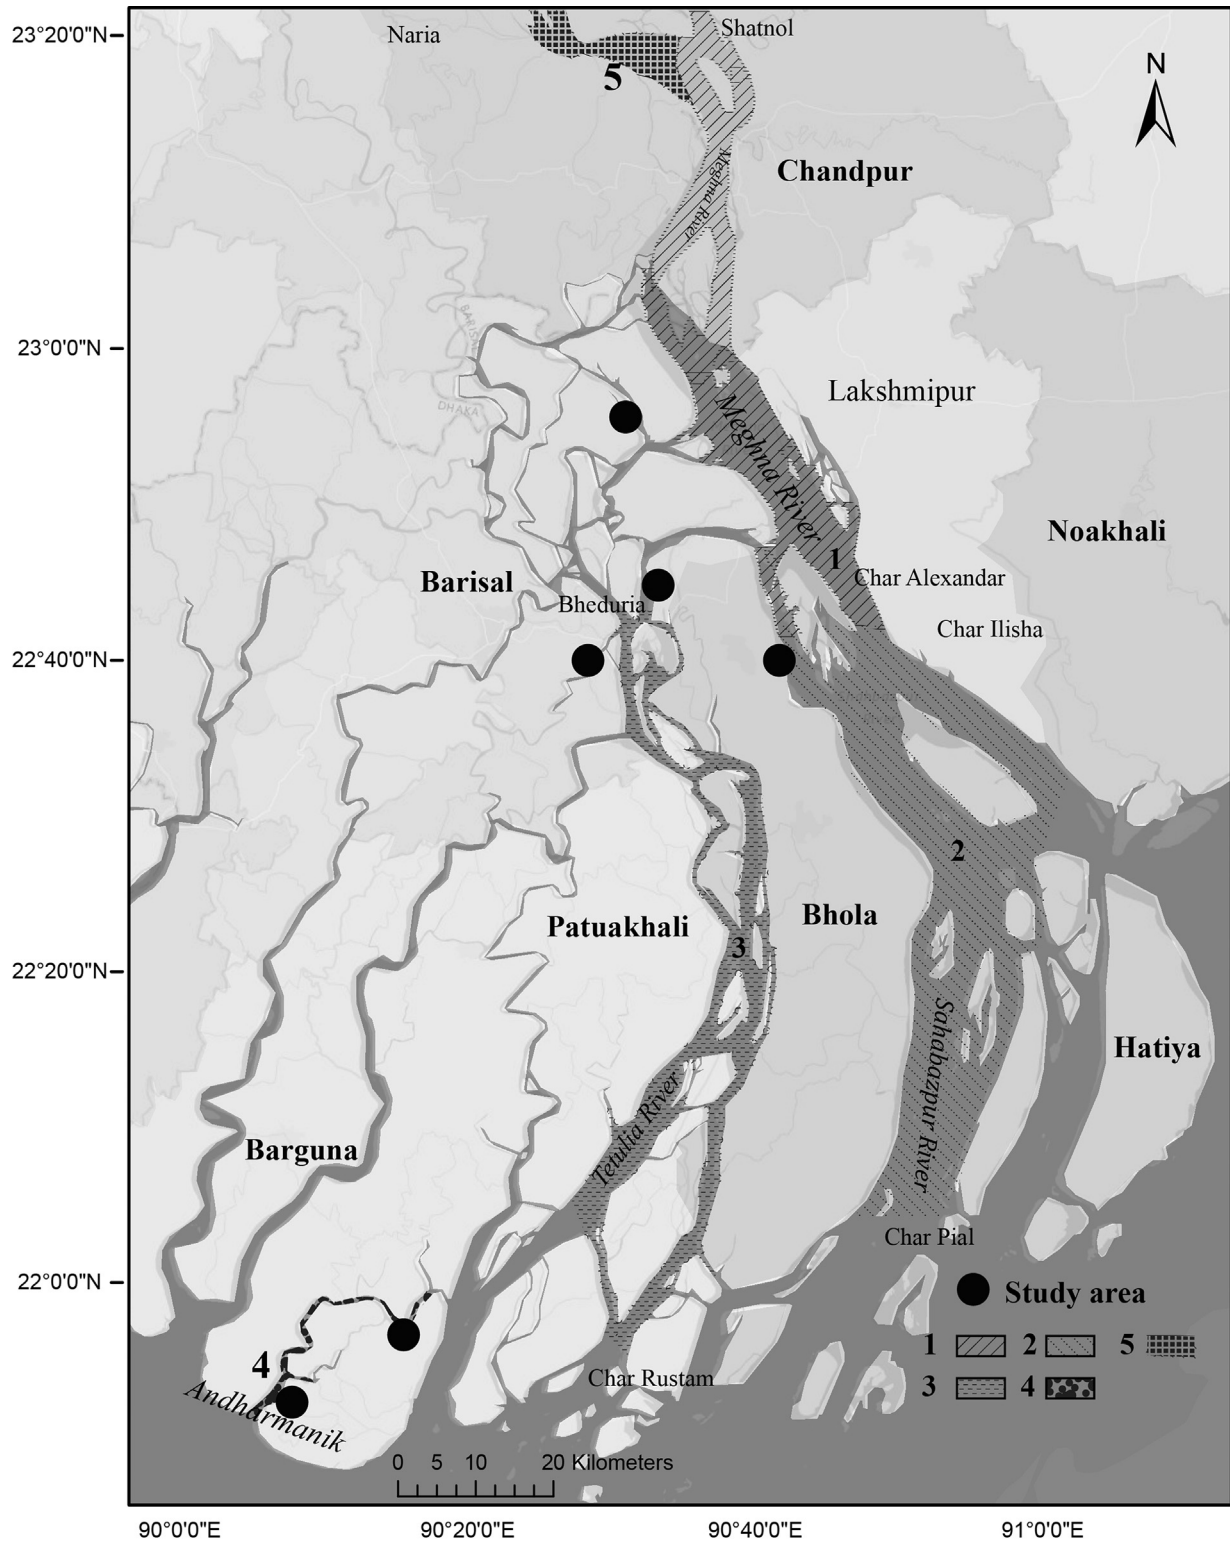 23°20'0"N
Naria
Shatnol
5
N
Chandpur
Meghna River
BARISAL
23°0'0"N
Lakshmipur
DHAKA
Meghna River
Noakhali
1
Barisal
Char Alexandar
Bheduria
Char Ilisha
22°40'0"N
2
Bhola
Patuakhali
3
22°20'0"N
Sahabazpur River
Hatiya
Tetulia River
Barguna
Char Pial
22°0'0"N
Study area
1 2 5
3 4
4
Char Rustam
Andharmanik
0 5 10 20 Kilometers
90°0'0"E 90°20'0"E 90°40'0"E 91°0'0"E